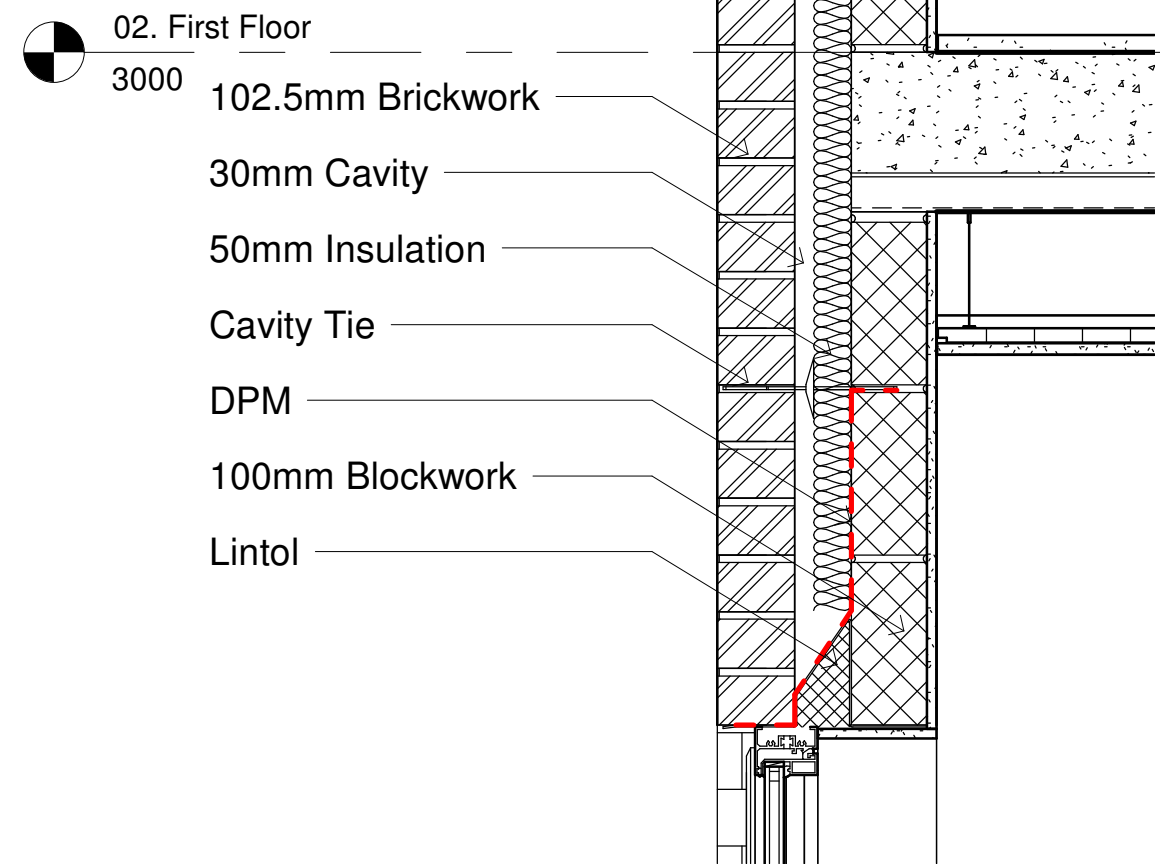 02. First Floor
3000
102.5mm Brickwork
30mm Cavity
50mm Insulation
Cavity Tie
DPM
100mm Blockwork
Lintol